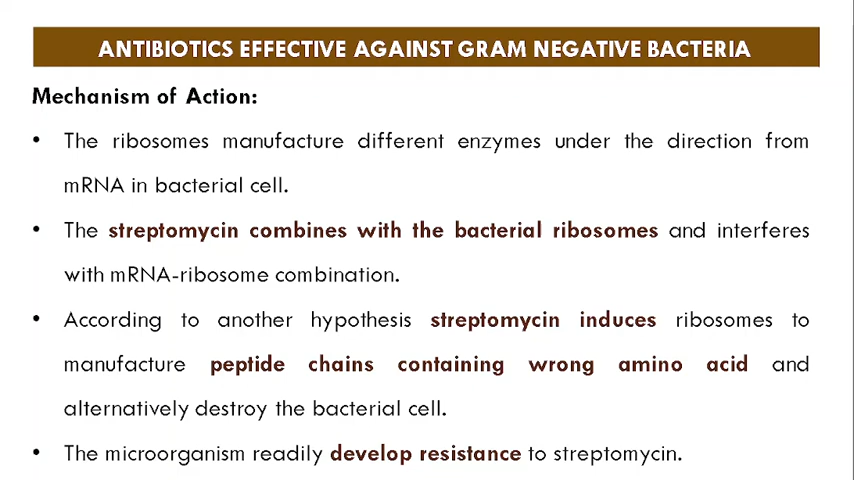 ANTIBIOTICS EFFECTIVE AGAINST GRAM NEGATIVE BACTERIA
Mechanism of Action:
• The ribosomes manufacture different enzymes under the direction from
mRNA in bacterial cell.
• The streptomycin combines with the bacterial ribosomes and interferes
with mRNA-ribosome combination.
• According to another hypothesis streptomycin induces ribosomes to
manufacture peptide chains containing wrong amino acid and
alternatively destroy the bacterial cell.
• The microorganism readily develop resistance to streptomycin.